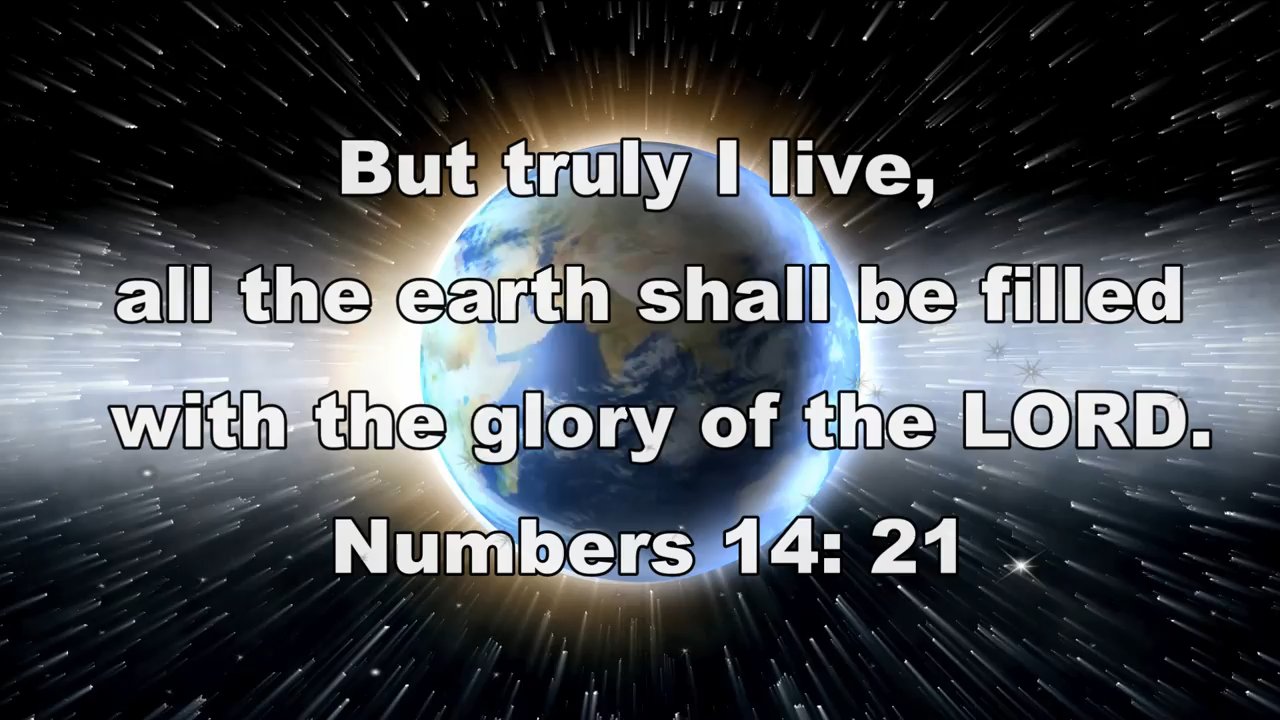 But truly I live,
all the earth shall be filled
with the glory of the LORD.
Numbers 14: 21